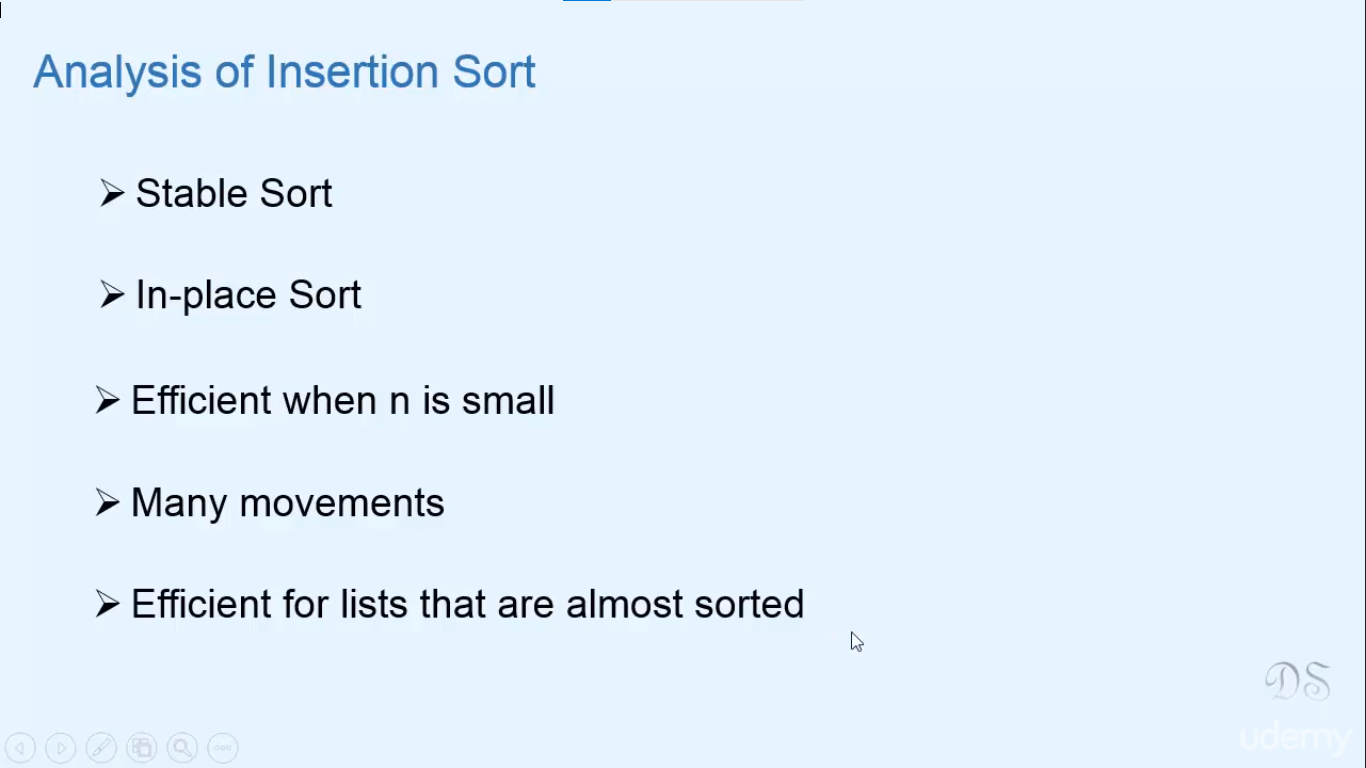 Analysis of Insertion Sort
➢ Stable Sort
➢ In-place Sort
➢ Efficient when n is small
➢ Many movements
➢ Efficient for lists that are almost sorted
DS
udemy